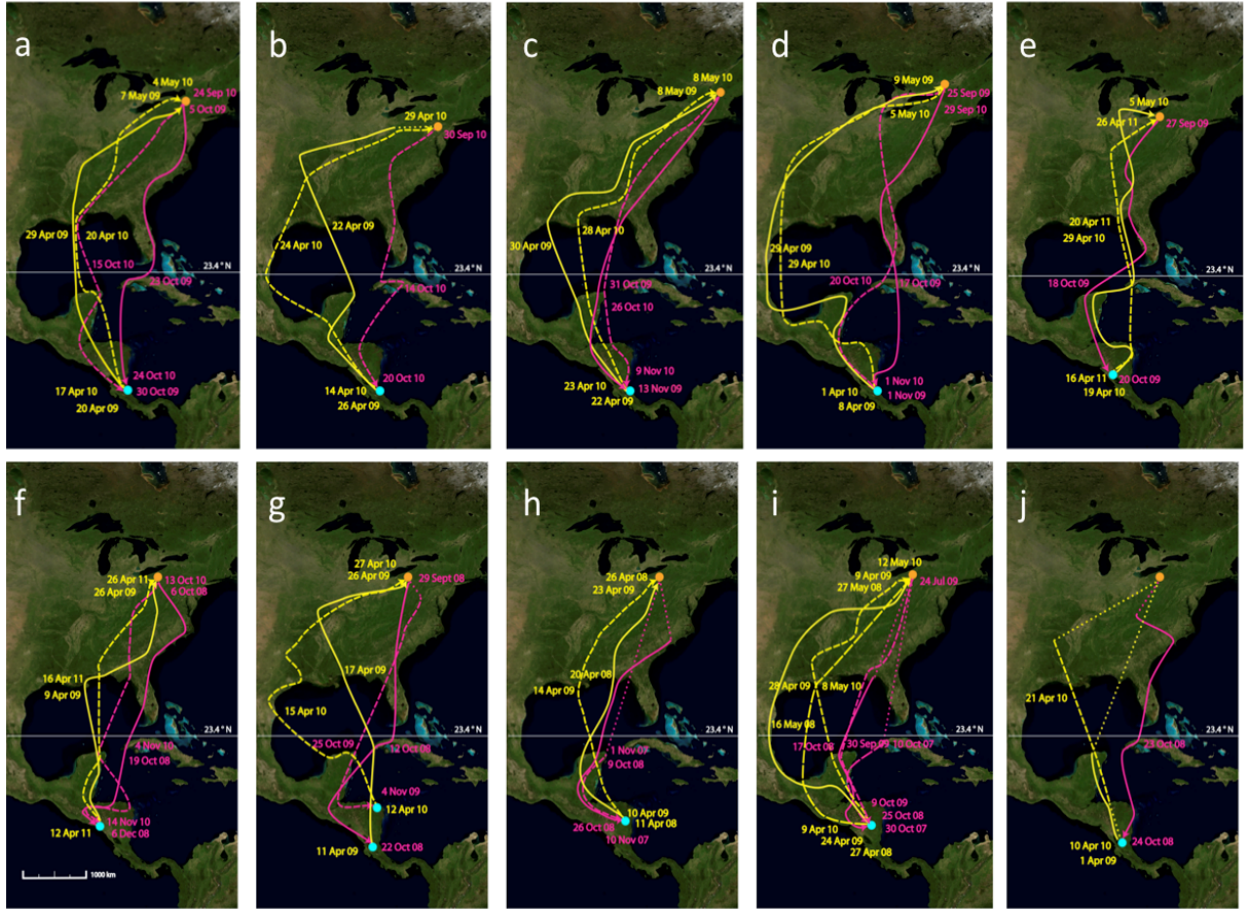 a
4 May 10
7 May 09
24 Sep 10
5 Oct 09
29 Apr 09
20 Apr 10
15 Oct 10
23 Oct 09
23.4° N
17 Apr 10
20 Apr 09
24 Oct 10
30 Oct 09
b
29 Apr 10
30 Sep 10
22 Apr 09
24 Apr 10
14 Oct 10
14 Apr 10
26 Apr 09
20 Oct 10
c
8 May 10
8 May 09
30 Apr 09
28 Apr 10
31 Oct 09
26 Oct 10
23.4° N
23 Apr 10
22 Apr 09
9 Nov 10
13 Nov 09
d
9 May 09
25 Sep 09
29 Sep 10
5 May 10
29 Apr 09
29 Apr 10
20 Oct 10
17 Oct 09
1 Apr 10
8 Apr 09
1 Nov 10
1 Nov 09
e
5 May 10
26 Apr 11
27 Sep 09
20 Apr 11
29 Apr 10
18 Oct 09
23.4° N
16 Apr 11
19 Apr 10
20 Oct 09
f
26 Apr 11
26 Apr 09
13 Oct 10
6 Oct 08
16 Apr 11
9 Apr 09
4 Nov 10
19 Oct 08
23.4° N
12 Apr 11
14 Nov 10
6 Dec 08
1000 km
g
27 Apr 10
26 Apr 09
29 Sept 08
17 Apr 09
15 Apr 10
25 Oct 09
12 Oct 08
4 Nov 09
12 Apr 10
11 Apr 09
22 Oct 08
h
26 Apr 08
23 Apr 09
20 Apr 08
14 Apr 09
1 Nov 07
9 Oct 08
23.4° N
10 Apr 09
11 Apr 08
26 Oct 08
10 Nov 07
i
12 May 10
9 Apr 09
27 May 08
24 Jul 09
28 Apr 09
8 May 10
16 May 08
17 Oct 08
30 Sep 09
10 Oct 07
9 Oct 09
25 Oct 08
30 Oct 07
9 Apr 10
24 Apr 09
27 Apr 08
j
21 Apr 10
23 Oct 08
23.4° N
10 Apr 10
1 Apr 09
24 Oct 08